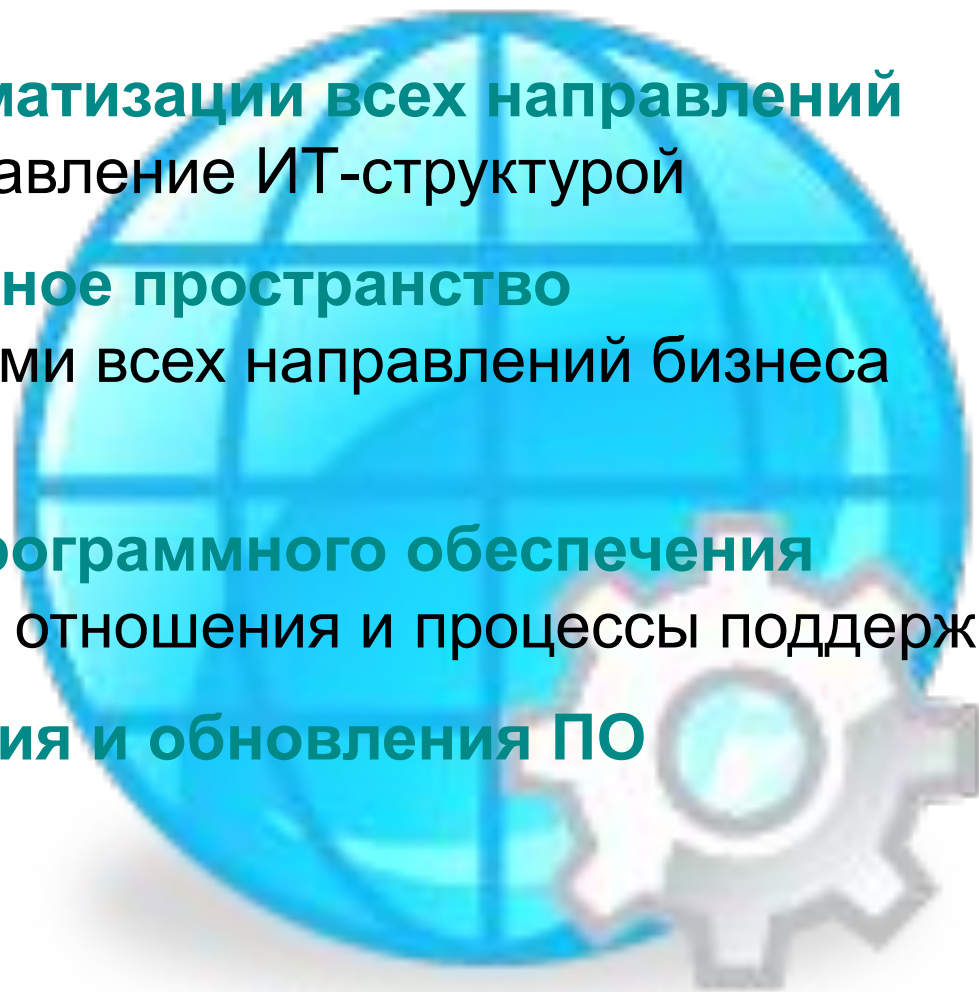 матизации всех направлений
авление ИТ-структурой
ное пространство
ми всех направлений бизнеса
рограммного обеспечения
отношения и процессы поддерж
ия и обновления ПО